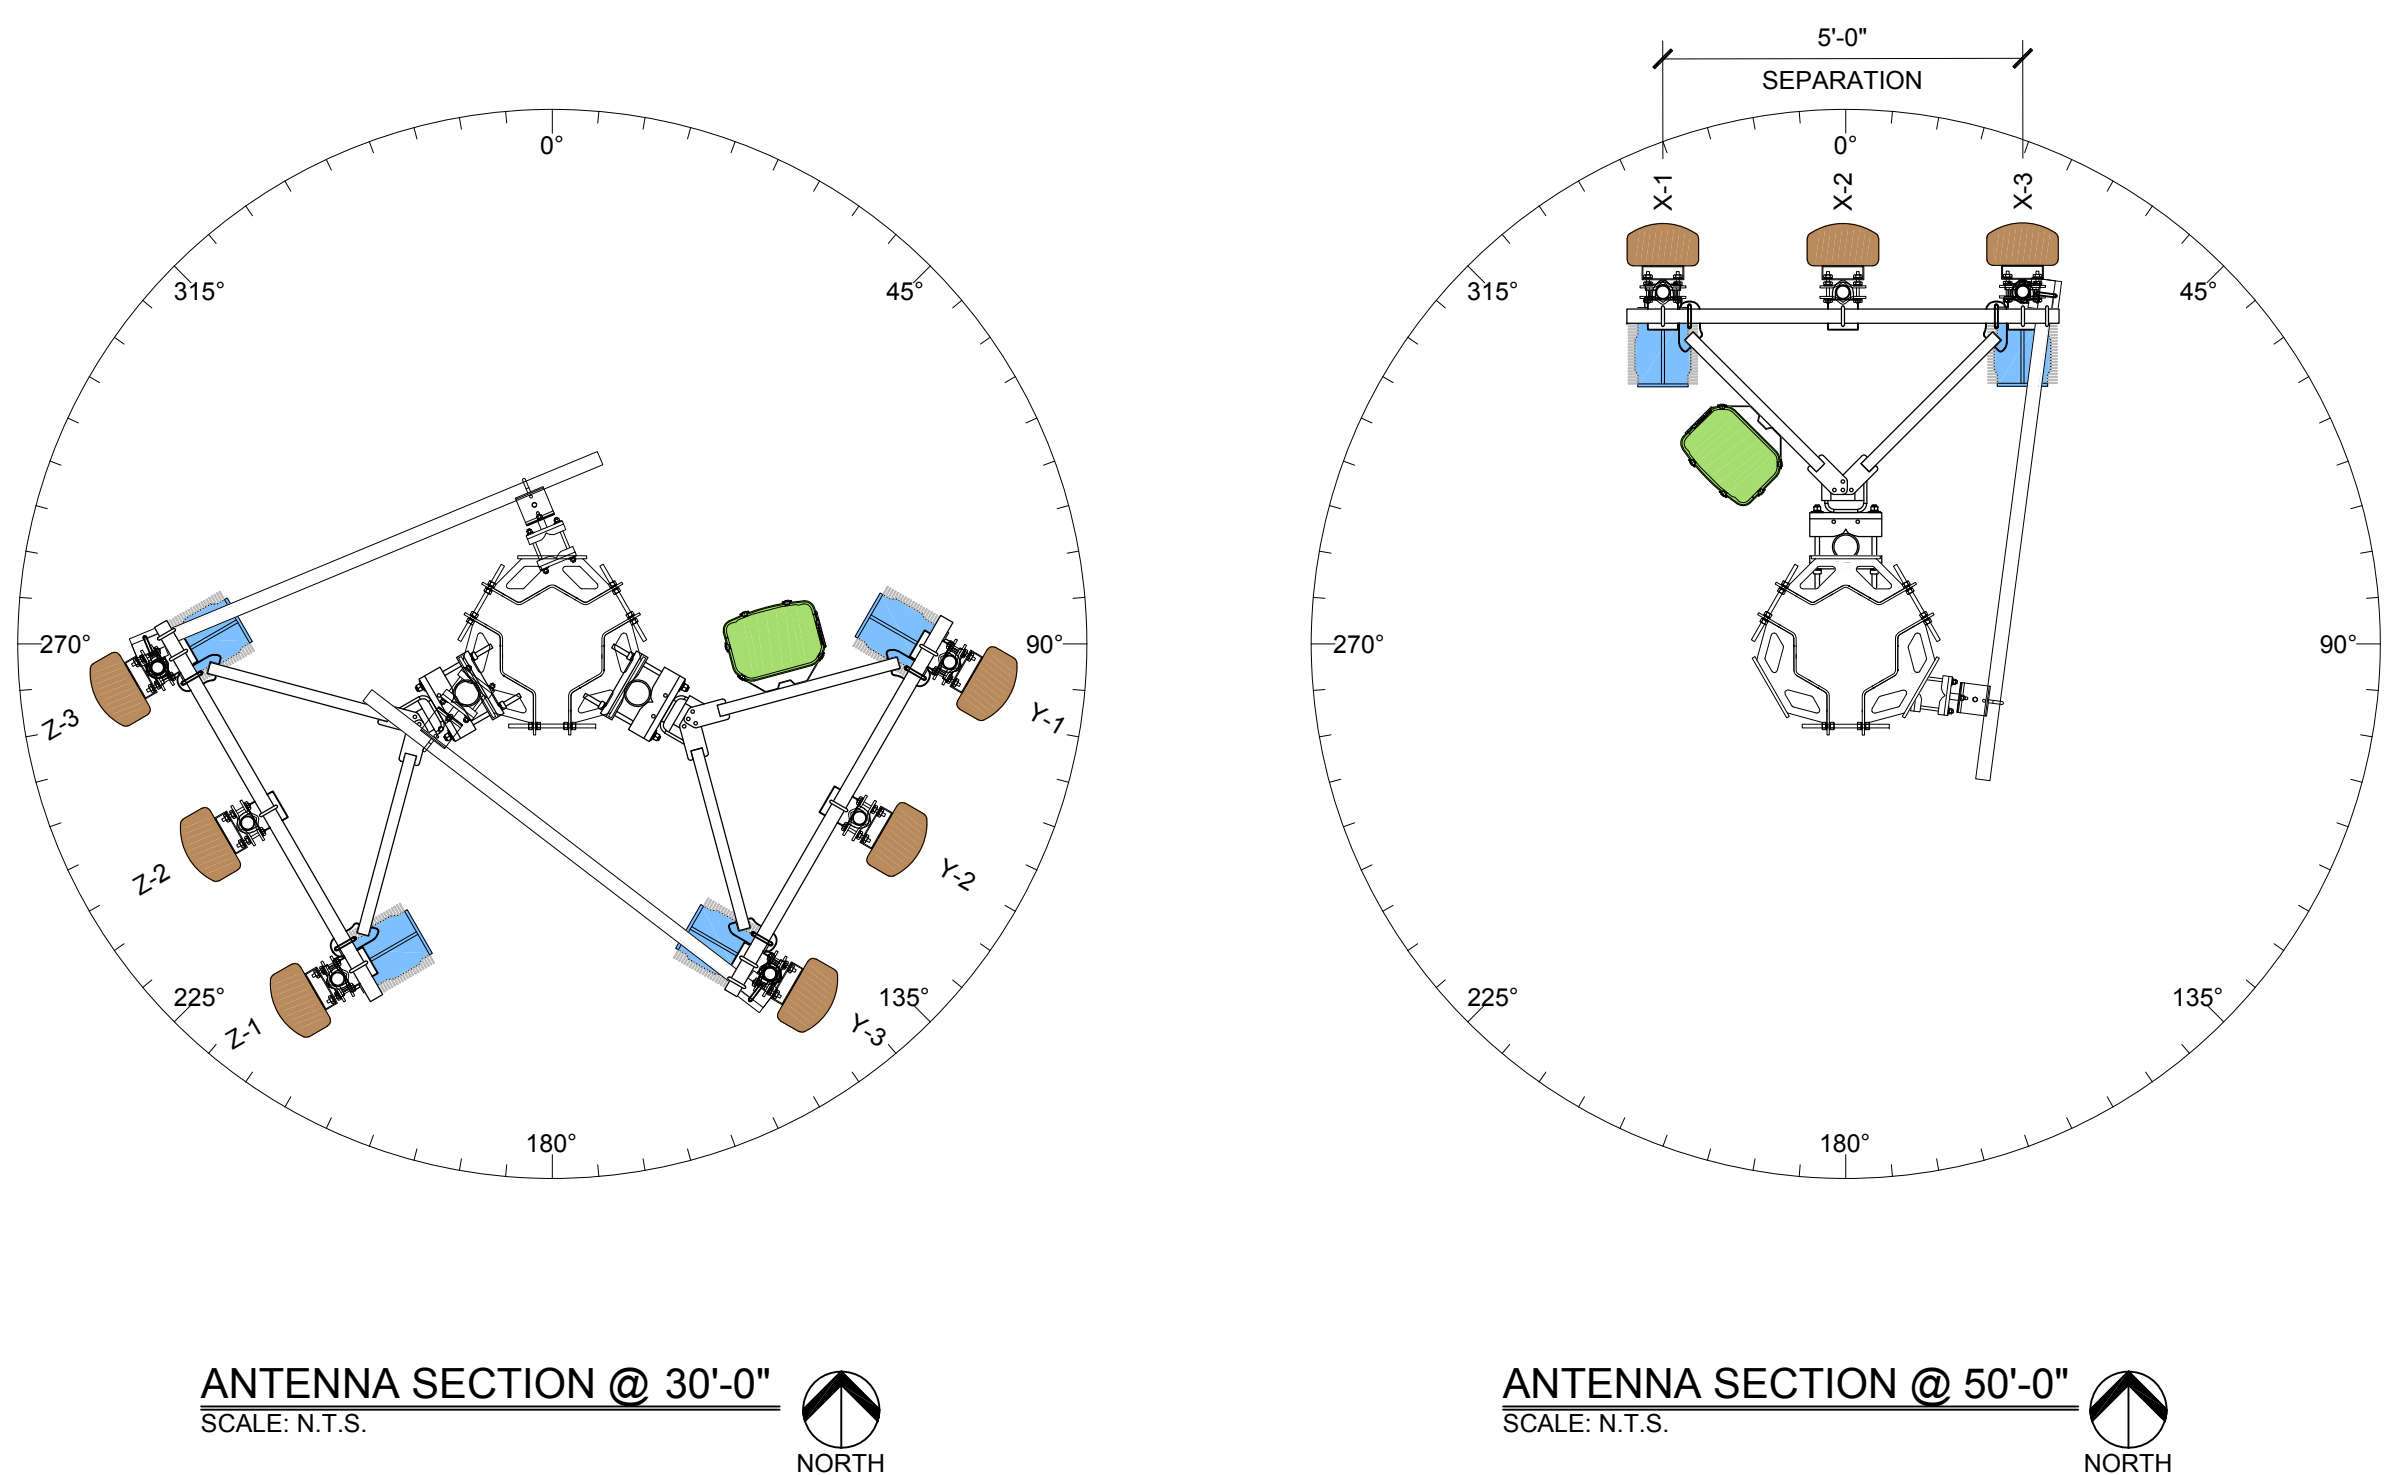 0°
45°
90°
135°
180°
225°
270°
315°
Y-1
Y-2
Y-3
Z-1
Z-2
Z-3
ANTENNA SECTION @ 30'-0"
SCALE: N.T.S.
NORTH
5'-0"
SEPARATION
0°
X-1
X-2
X-3
45°
90°
135°
180°
225°
270°
315°
ANTENNA SECTION @ 50'-0"
SCALE: N.T.S.
NORTH